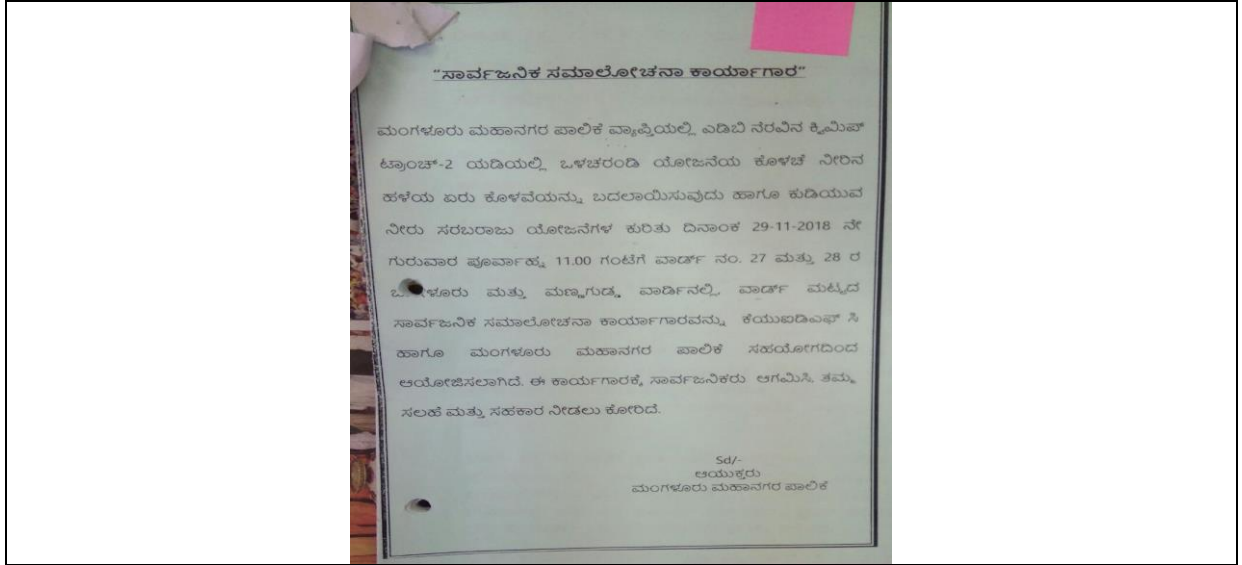 "ಸಾರ್ವಜನಿಕ ಸಮಾಲೋಚನಾ ಕಾರ್ಯಾಗಾರ"
ಮಂಗಳೂರು ಮಹಾನಗರ ಪಾಲಿಕೆ ವ್ಯಾಪ್ತಿಯಲ್ಲಿ ಎಡಿಬಿ ನೆರವಿನ ಕ್ವಿಮಿಪ್
ಟ್ರಾಂಚ್-2 ಯಡಿಯಲ್ಲಿ ಒಳಚರಂಡಿ ಯೋಜನೆಯ ಕೊಳಚೆ ನೀರಿನ
ಹಳೆಯ ಏರು ಕೊಳವೆಯನ್ನು ಬದಲಾಯಿಸುವುದು ಹಾಗೂ ಕುಡಿಯುವ
ನೀರು ಸರಬರಾಜು ಯೋಜನೆಗಳ ಕುರಿತು ದಿನಾಂಕ 29-11-2018 ನೇ
ಗುರುವಾರ ಪೂರ್ವಾಹ್ನ 11.00 ಗಂಟೆಗೆ ವಾರ್ಡ್ ನಂ. 27 ಮತ್ತು 28 ರ
ಮತ್ತು ಮಣ್ಣಗುಡ್ಡ ವಾರ್ಡಿನಲ್ಲಿ ವಾರ್ಡ್ ಮಟ್ಟದ
ಸಾರ್ವಜನಿಕ ಸಮಾಲೋಚನಾ ಕಾರ್ಯಾಗಾರವನ್ನು ಕೆಯುಐಡಿಎಫ್ ಸಿ
ಹಾಗೂ ಮಂಗಳೂರು ಮಹಾನಗರ ಪಾಲಿಕೆ ಸಹಯೋಗದಿಂದ
ಆಯೋಜಿಸಲಾಗಿದೆ. ಈ ಕಾರ್ಯಗಾರಕ್ಕೆ ಸಾರ್ವಜನಿಕರು ಆಗಮಿಸಿ ತಮ್ಮ
ಸಲಹೆ ಮತ್ತು ಸಹಕಾರ ನೀಡಲು ಕೋರಿದೆ.
Sd/-
ಆಯುಕ್ತರು
ಮಂಗಳೂರು ಮಹಾನಗರ ಪಾಲಿಕೆ